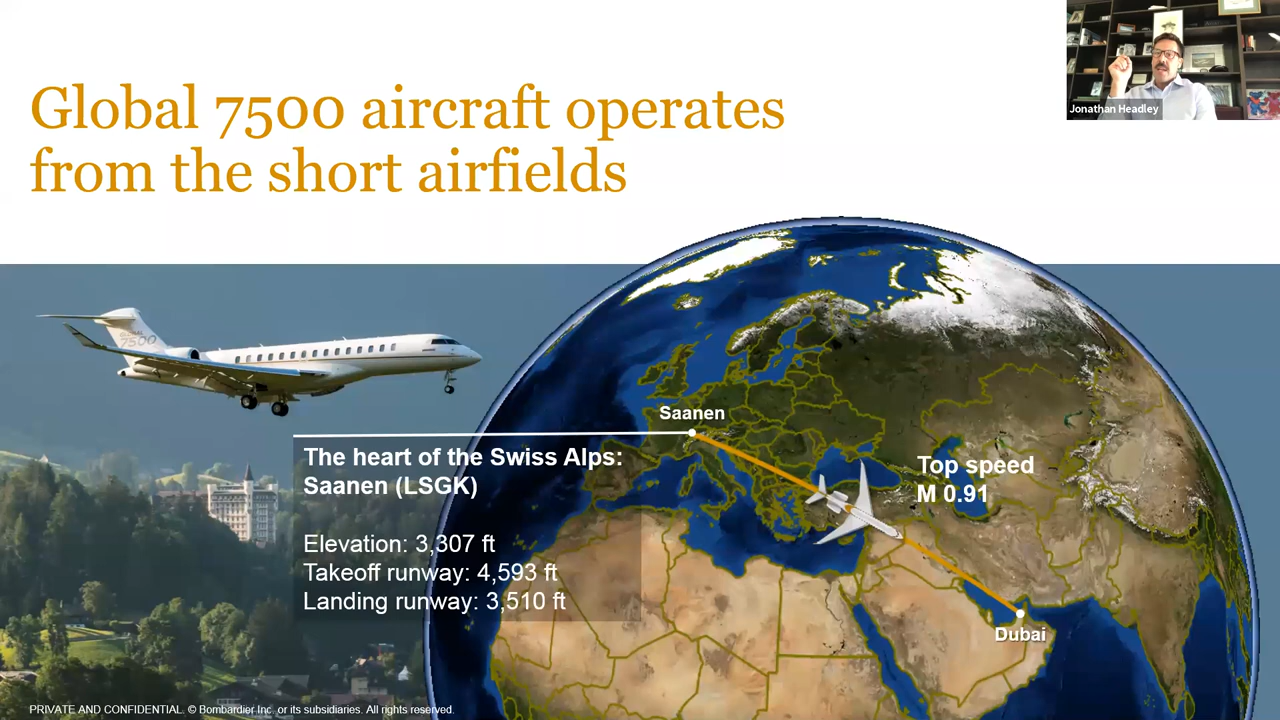 Global 7500 aircraft operates
from the short airfields
Jonathan Headley
GLOBAL
7500
Saanen
The heart of the Swiss Alps:
Saanen (LSGK)
Elevation: 3,307 ft
Takeoff runway: 4,593 ft
Landing runway: 3,510 ft
Top speed
M 0.91
Dubai
PRIVATE AND CONFIDENTIAL. © Bombardier Inc. or its subsidiaries. All rights reserved.